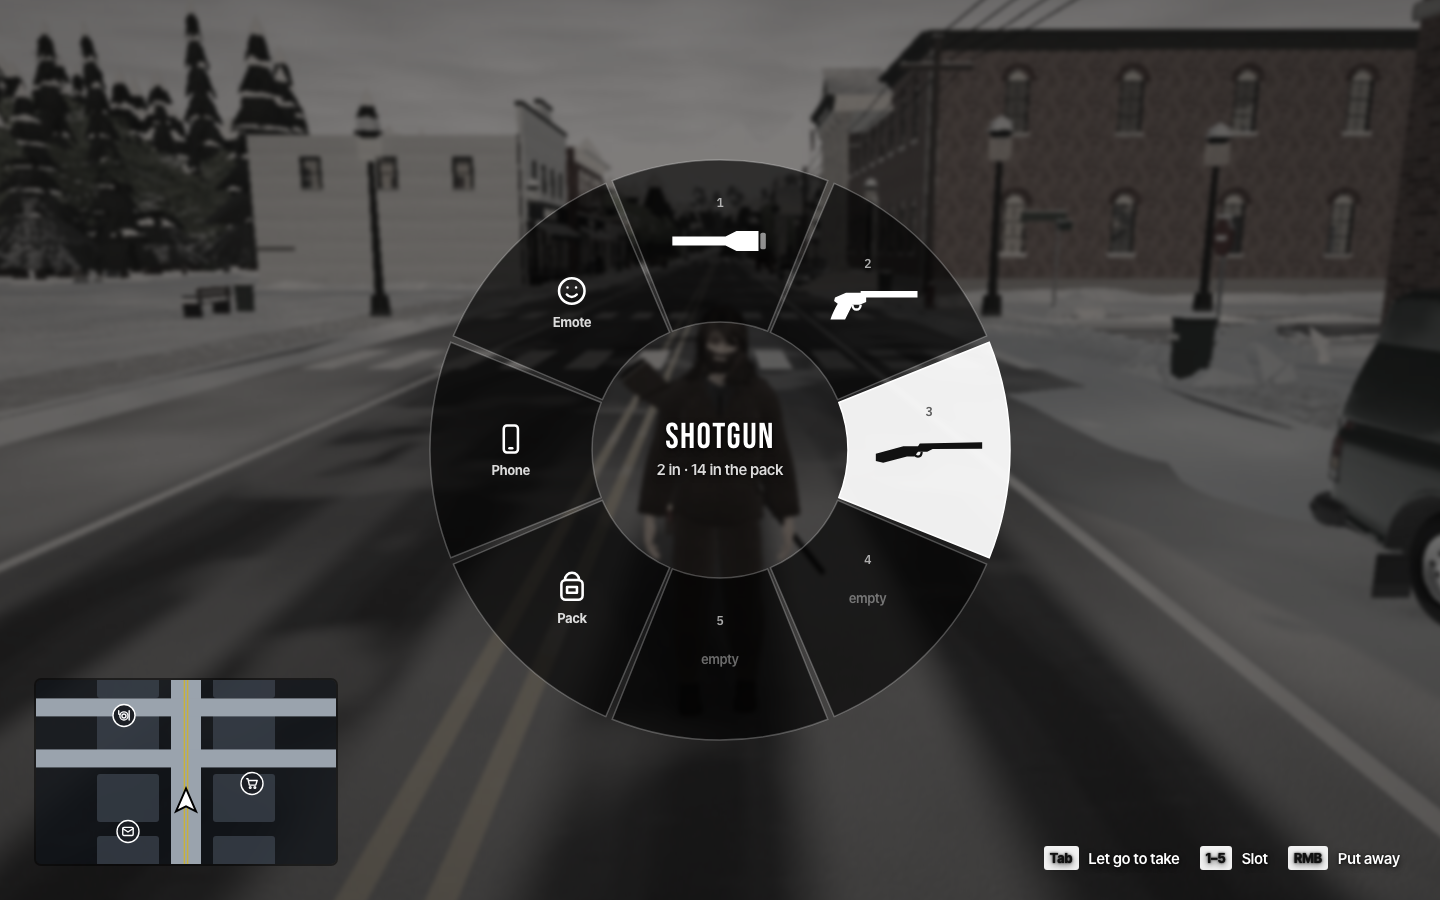 1
2
Emote
3
SHOTGUN
2 in · 14 in the pack
Phone
4
empty
Pack
5
empty
Tab Let go to take 1–5 Slot RMB Put away